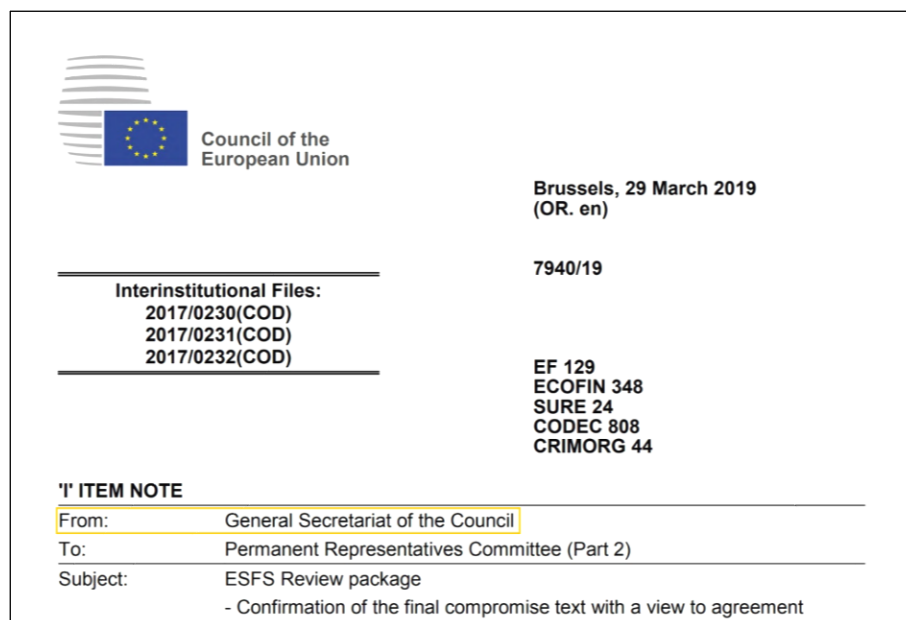 Council of the
European Union
Brussels, 29 March 2019
(OR. en)
7940/19
Interinstitutional Files:
2017/0230(COD)
2017/0231(COD)
2017/0232(COD)
EF 129
ECOFIN 348
SURE 24
CODEC 808
CRIMORG 44
'I' ITEM NOTE
From: General Secretariat of the Council
To: Permanent Representatives Committee (Part 2)
Subject: ESFS Review package
- Confirmation of the final compromise text with a view to agreement